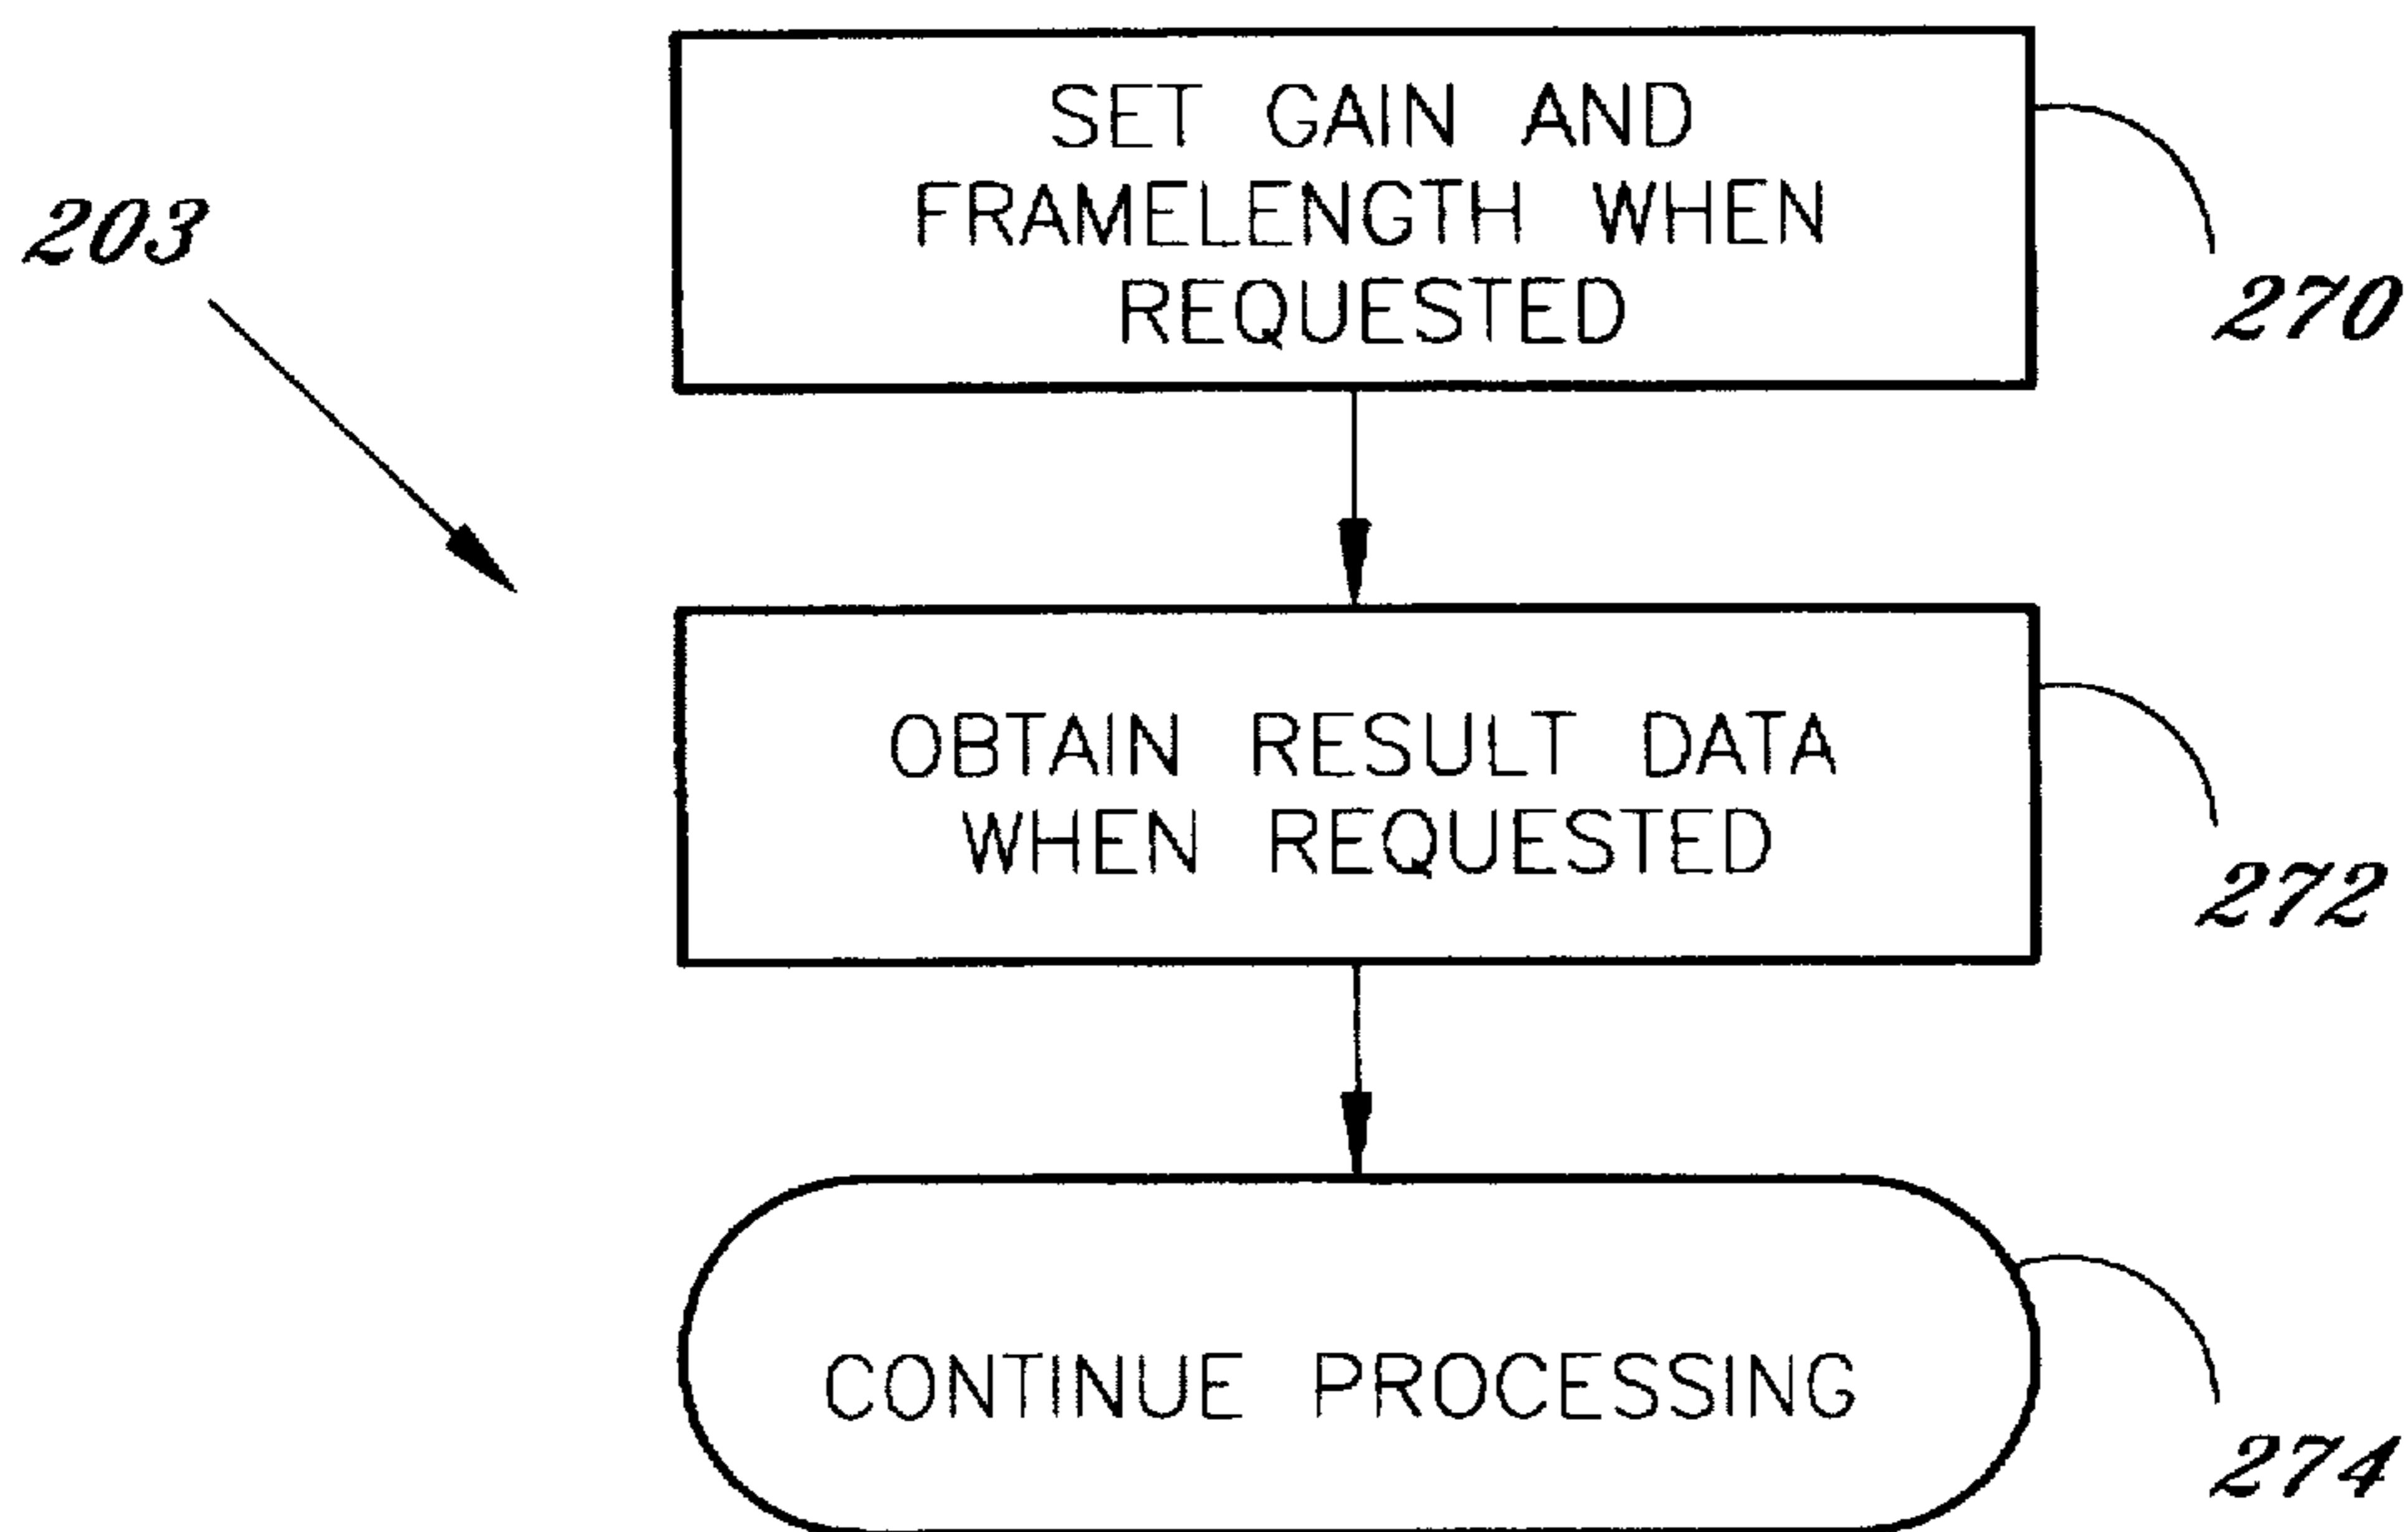 SET GAIN AND
FRAMELENGTH WHEN
REQUESTED
203
270
OBTAIN RESULT DATA
WHEN REQUESTED
272
CONTINUE PROCESSING
274